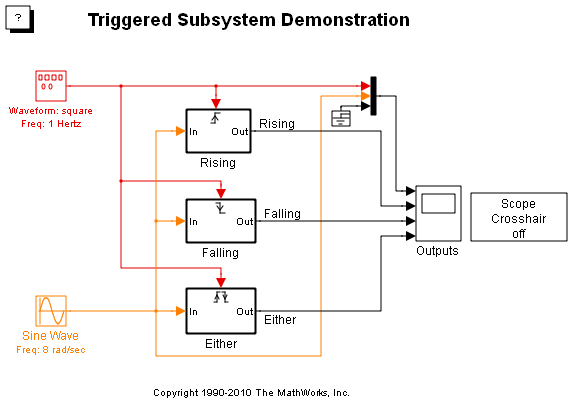 ?
Triggered Subsystem Demonstration
Waveform: square
Freq: 1 Hertz
In
Out
Rising
Rising
In
Out
Falling
Falling
In
Out
Either
Either
Sine Wave
Freq: 8 rad/sec
Outputs
Scope
Crosshair
off
Copyright 1990-2010 The MathWorks, Inc.